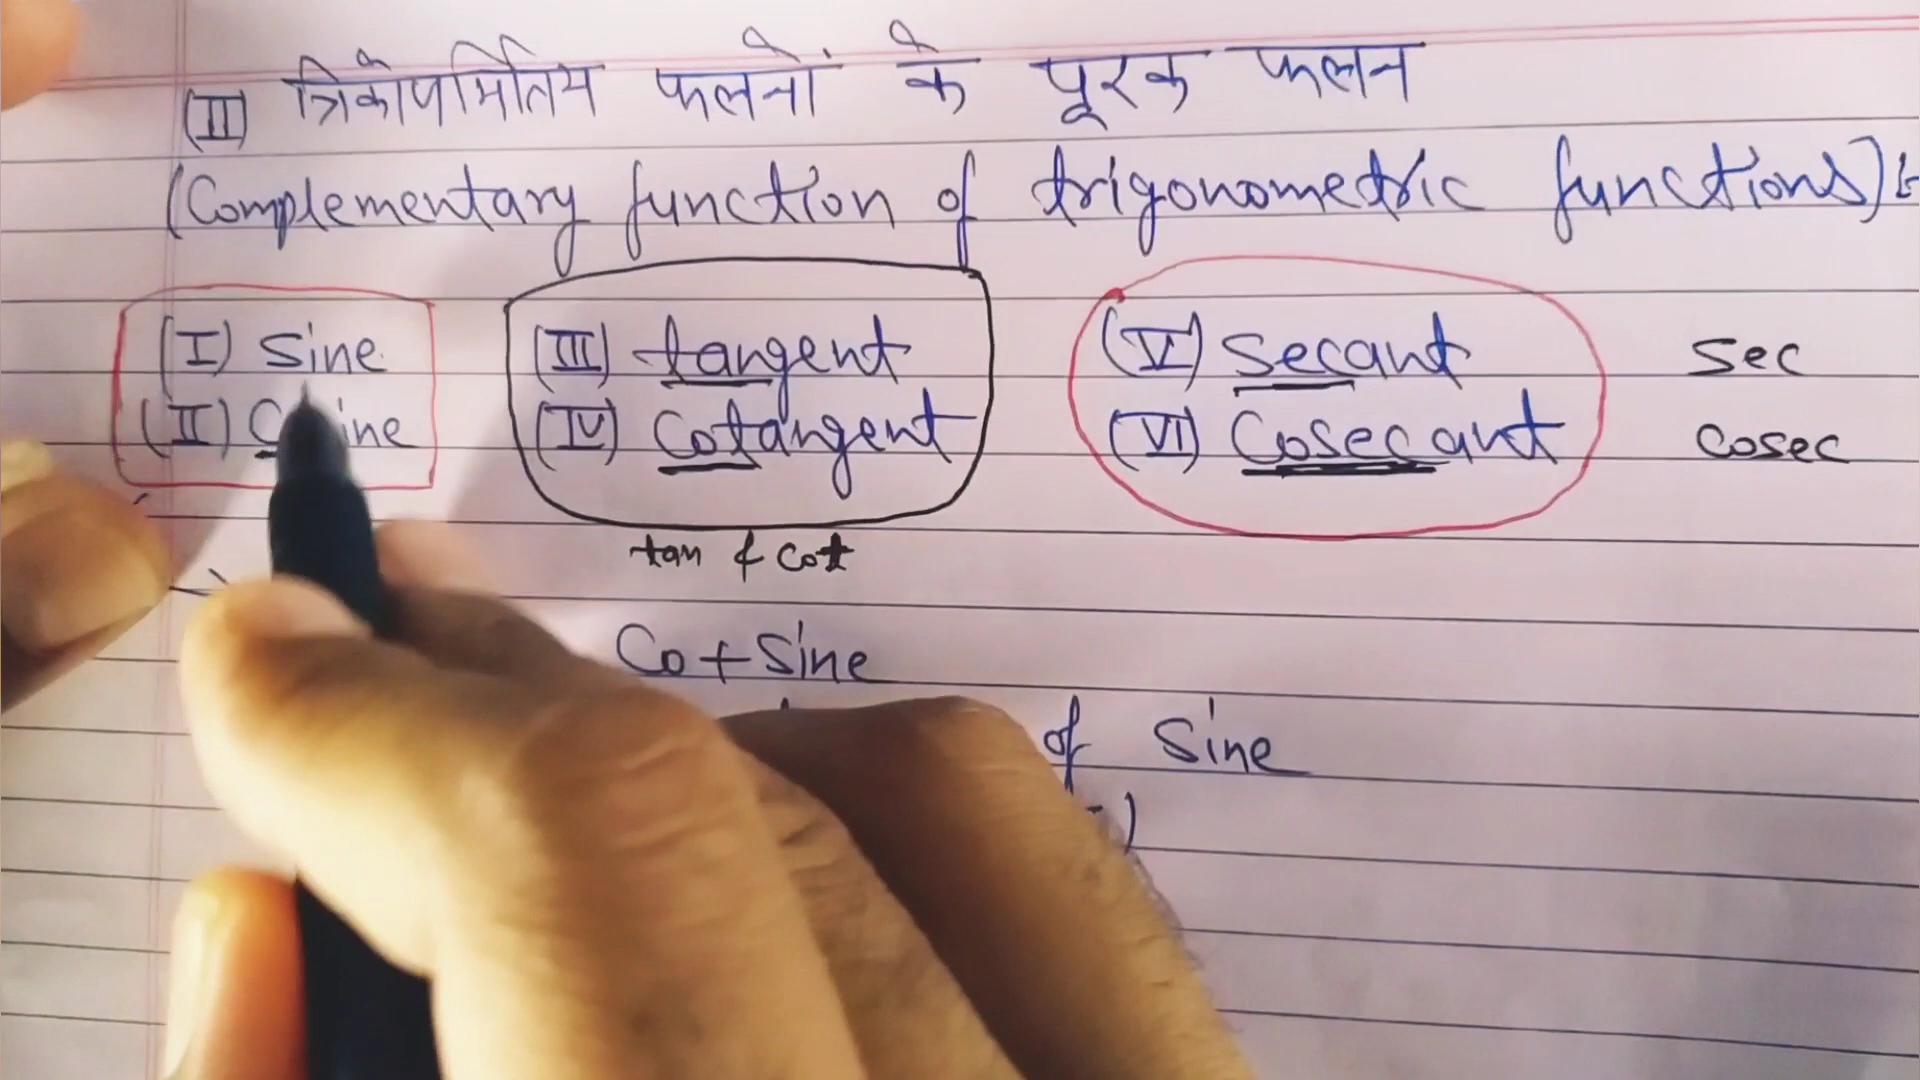 (II) त्रिकोणमितिय फलनों के पूरक फलन
(Complementary function of trigonometric functions):-
(I) Sine (III) tangent (V) Secant Sec
(II) (IV) Cotangent (VI) Cosecant Cosec
tan & cot
Co + Sine
of Sine